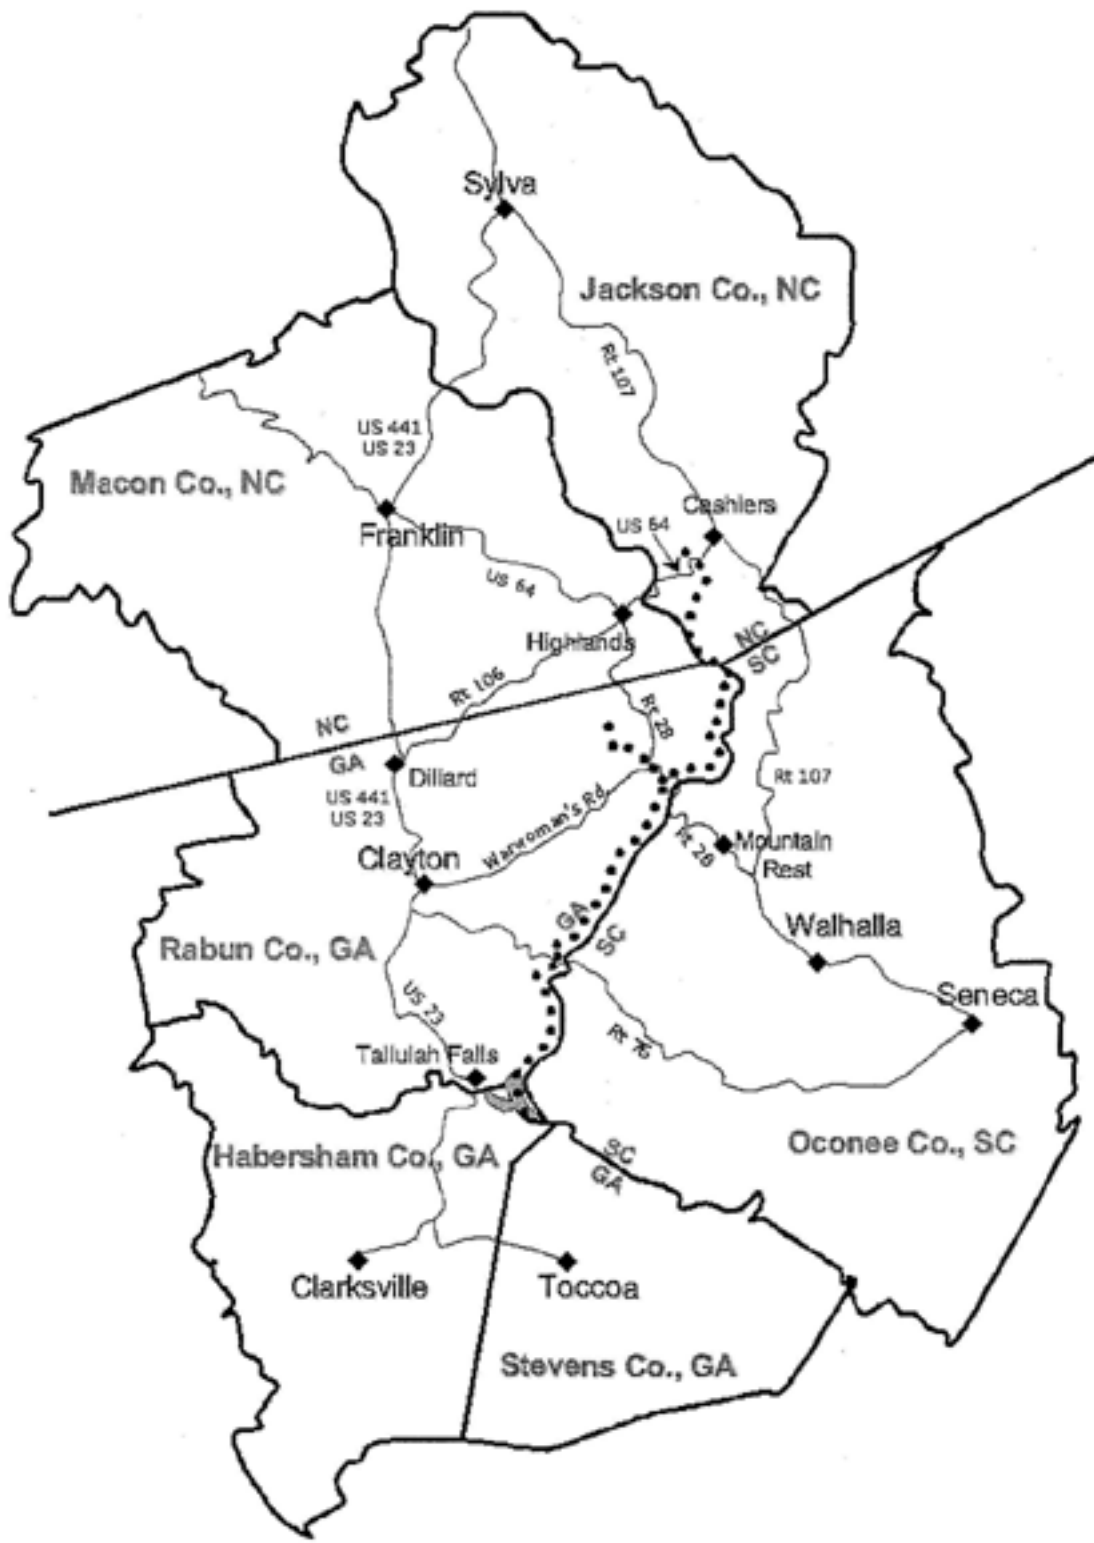 Sylva
Jackson Co., NC
Rt 107
US 441
US 23
Macon Co., NC
Cashiers
US 64
Franklin
US 64
Highlands
NC
SC
Rt 106
Rt 28
NC
GA
Dillard
Rt 107
US 441
US 23
Warwoman's Rd
Rt 28
Mountain
Rest
Clayton
GA
SC
Walhalla
Rabun Co., GA
Seneca
US 23
Rt 76
Tallulah Falls
Habersham Co., GA
SC
GA
Oconee Co., SC
Clarksville
Toccoa
Stevens Co., GA